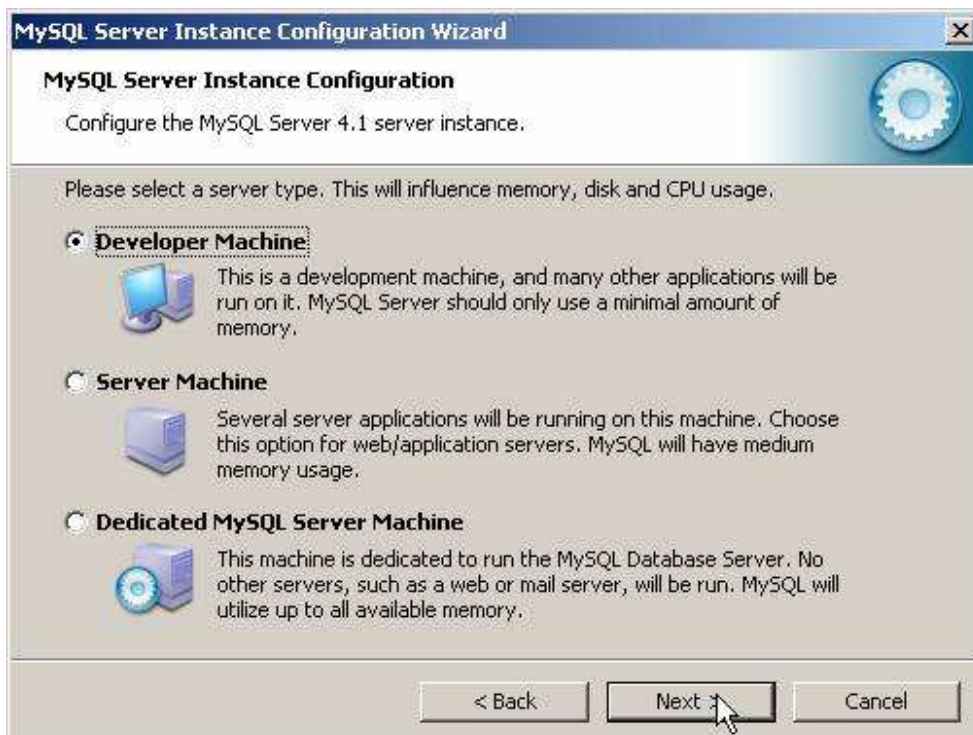 MySQL Server Instance Configuration Wizard
MySQL Server Instance Configuration
Configure the MySQL Server 4.1 server instance.
Please select a server type. This will influence memory, disk and CPU usage.
Developer Machine
This is a development machine, and many other applications will be
run on it. MySQL Server should only use a minimal amount of
memory.
Server Machine
Several server applications will be running on this machine. Choose
this option for web/application servers. MySQL will have medium
memory usage.
Dedicated MySQL Server Machine
This machine is dedicated to run the MySQL Database Server. No
other servers, such as a web or mail server, will be run. MySQL will
utilize up to all available memory.
< Back
Next >
Cancel